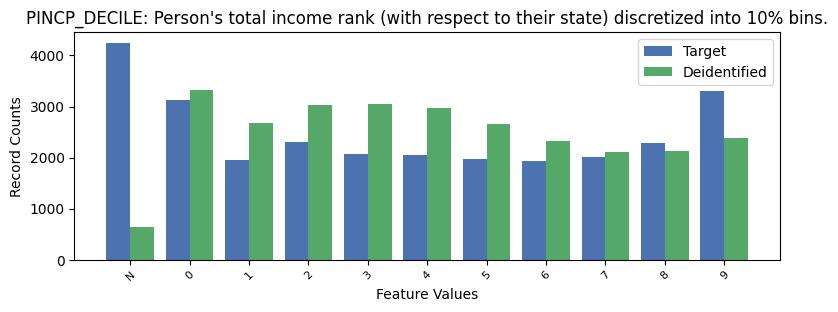 PINCP_DECILE: Person's total income rank (with respect to their state) discretized into 10% bins.
Target
Deidentified
4000
3000
2000
1000
0
Record Counts
N 0 1 2 3 4 5 6 7 8 9
Feature Values